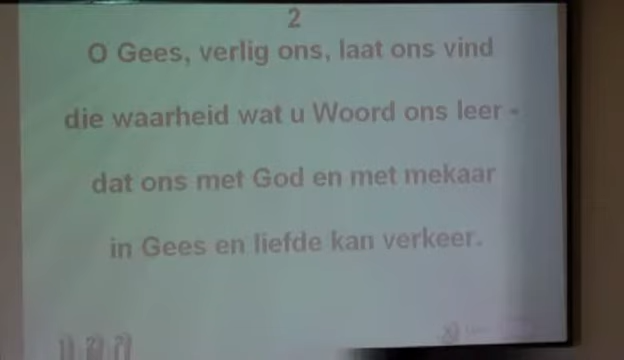 2
O Gees, verlig ons, laat ons vind
die waarheid wat u Woord ons leer -
dat ons met God en met mekaar
in Gees en liefde kan verkeer.